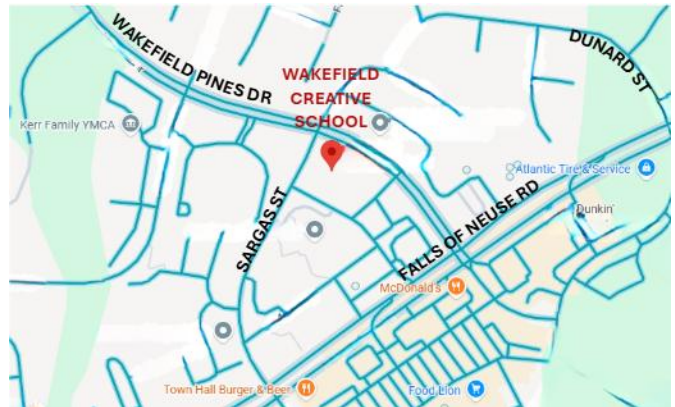 WAKEFIELD PINES DR
DUNARD ST
WAKEFIELD
CREATIVE
SCHOOL
Kerr Family YMCA
Atlantic Tire & Service
SARGAS ST
FALLS OF NEUSE RD
Dunkin'
McDonald's
Town Hall Burger & Beer
Food Lion